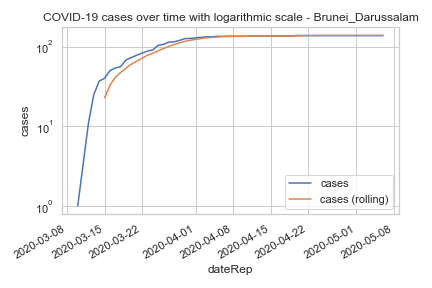 COVID-19 cases over time with logarithmic scale - Brunei_Darussalam
cases
10²
10¹
10⁰
cases
cases (rolling)
2020-03-08
2020-03-15
2020-03-22
2020-04-01
2020-04-08
2020-04-15
2020-04-22
2020-05-01
2020-05-08
dateRep